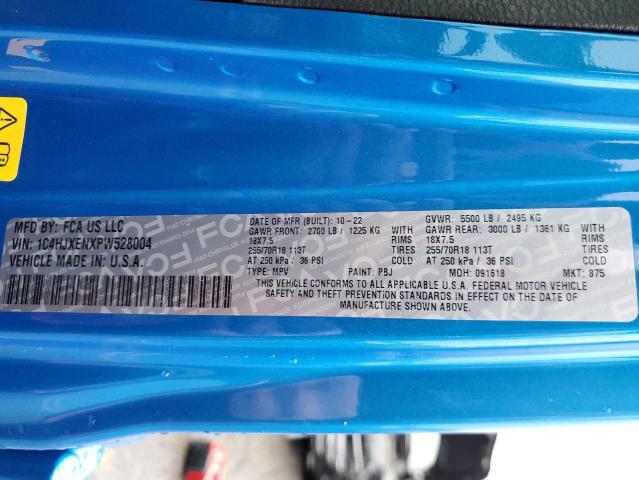 MFD BY: FCA US LLC
VIN: 1C4HJXENXPW528004
VEHICLE MADE IN: U.S.A.
DATE OF MFR (BUILT): 10-22 GVWR: 5500 LB / 2495 KG
GAWR FRONT: 2700 LB / 1225 KG WITH GAWR REAR: 3000 LB / 1361 KG WITH
18X7.5 RIMS 18X7.5 RIMS
255/70R18 113T TIRES 255/70R18 113T TIRES
AT 250 kPa / 36 PSI COLD AT 250 kPa / 36 PSI COLD
TYPE: MPV PAINT: PBJ MDH: 091618 MKT: 875
THIS VEHICLE CONFORMS TO ALL APPLICABLE U.S.A. FEDERAL MOTOR VEHICLE
SAFETY AND THEFT PREVENTION STANDARDS IN EFFECT ON THE DATE OF
MANUFACTURE SHOWN ABOVE.